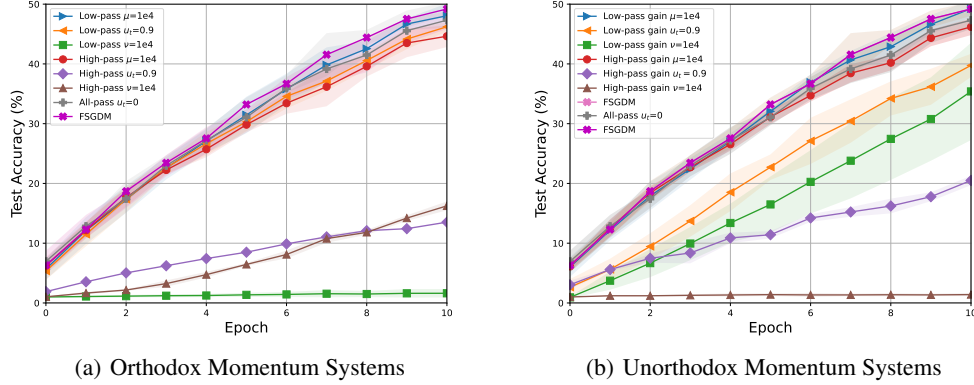 50
40
30
20
10
0
Test Accuracy (%)
Low-pass μ=1e4
Low-pass u_t=0.9
Low-pass ν=1e4
High-pass μ=1e4
High-pass u_t=0.9
High-pass ν=1e4
All-pass u_t=0
FSGDM
0 2 4 6 8 10
Epoch
(a) Orthodox Momentum Systems
50
40
30
20
10
0
Test Accuracy (%)
Low-pass gain μ=1e4
Low-pass gain u_t=0.9
Low-pass gain ν=1e4
High-pass gain μ=1e4
High-pass gain u_t = 0.9
High-pass gain ν=1e4
FSGDM
All-pass u_t=0
FSGDM
0 2 4 6 8 10
Epoch
(b) Unorthodox Momentum Systems